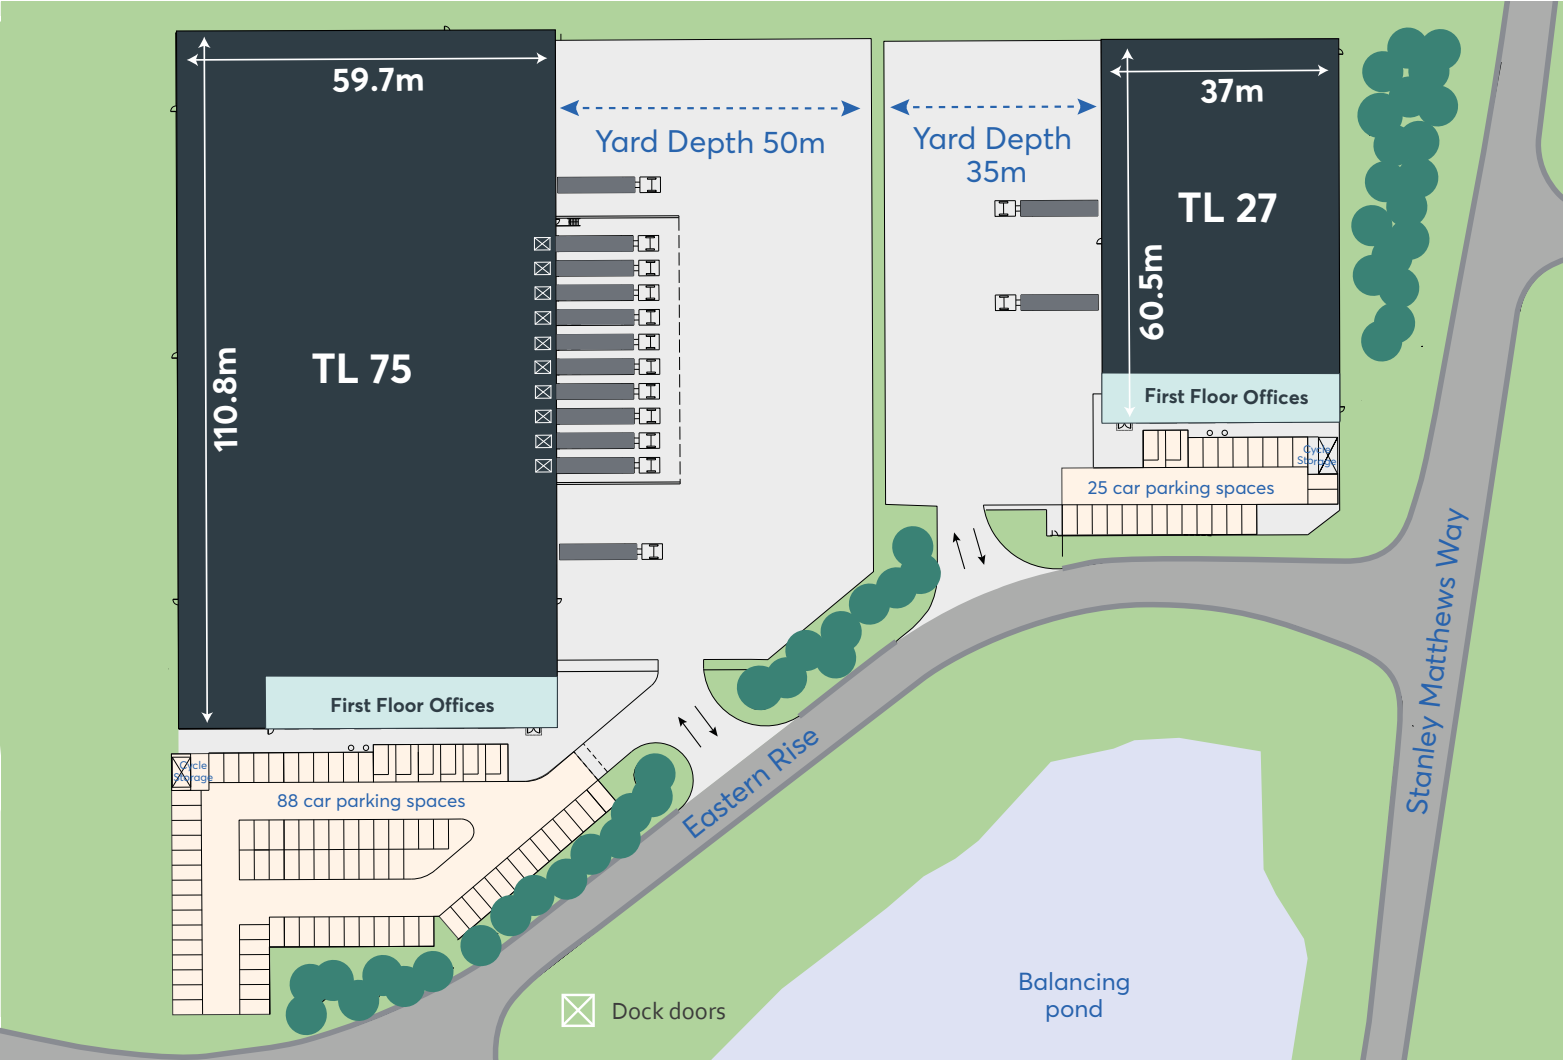 59.7m
Yard Depth 50m
110.8m
TL 75
First Floor Offices
Yard Depth
35m
37m
TL 27
60.5m
First Floor Offices
Cycle
Storage
25 car parking spaces
Cycle
Storage
88 car parking spaces
Eastern Rise
Stanley Matthews Way
Balancing
pond
Dock doors